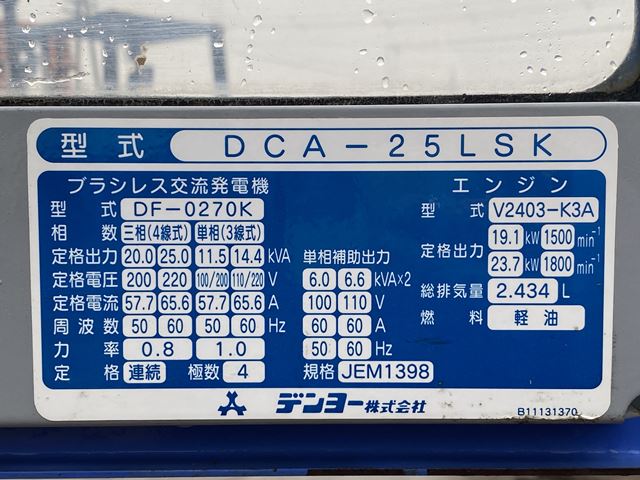 型式 DCA-25LSK
ブラシレス交流発電機
型式 DF-0270K
相数 三相(4線式) 単相(3線式)
定格出力 20.0 25.0 11.5 14.4 kVA
定格電圧 200 220 100/200 110/220 V
定格電流 57.7 65.6 57.7 65.6 A
周波数 50 60 50 60 Hz
力率 0.8 1.0
定格 連続 極数 4
単相補助出力
6.0 6.6 kVA×2
100 110 V
60 60 A
50 60 Hz
規格 JEM1398
エンジン
型式 V2403-K3A
定格出力 19.1 kW 1500 min⁻¹
23.7 kW 1800 min⁻¹
総排気量 2.434 L
燃料 軽油
デンヨー株式会社
B11131370